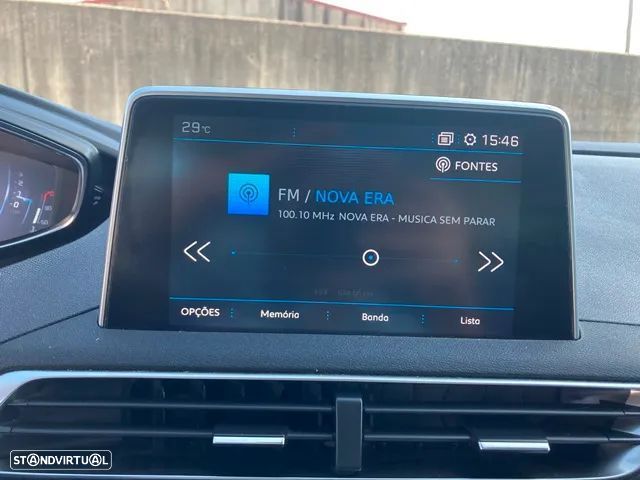 29°C
15:46
FONTES
FM / NOVA ERA
100.10 MHz NOVA ERA - MUSICA SEM PARAR
OPÇÕES Memória Banda Lista
STANDVIRTUAL